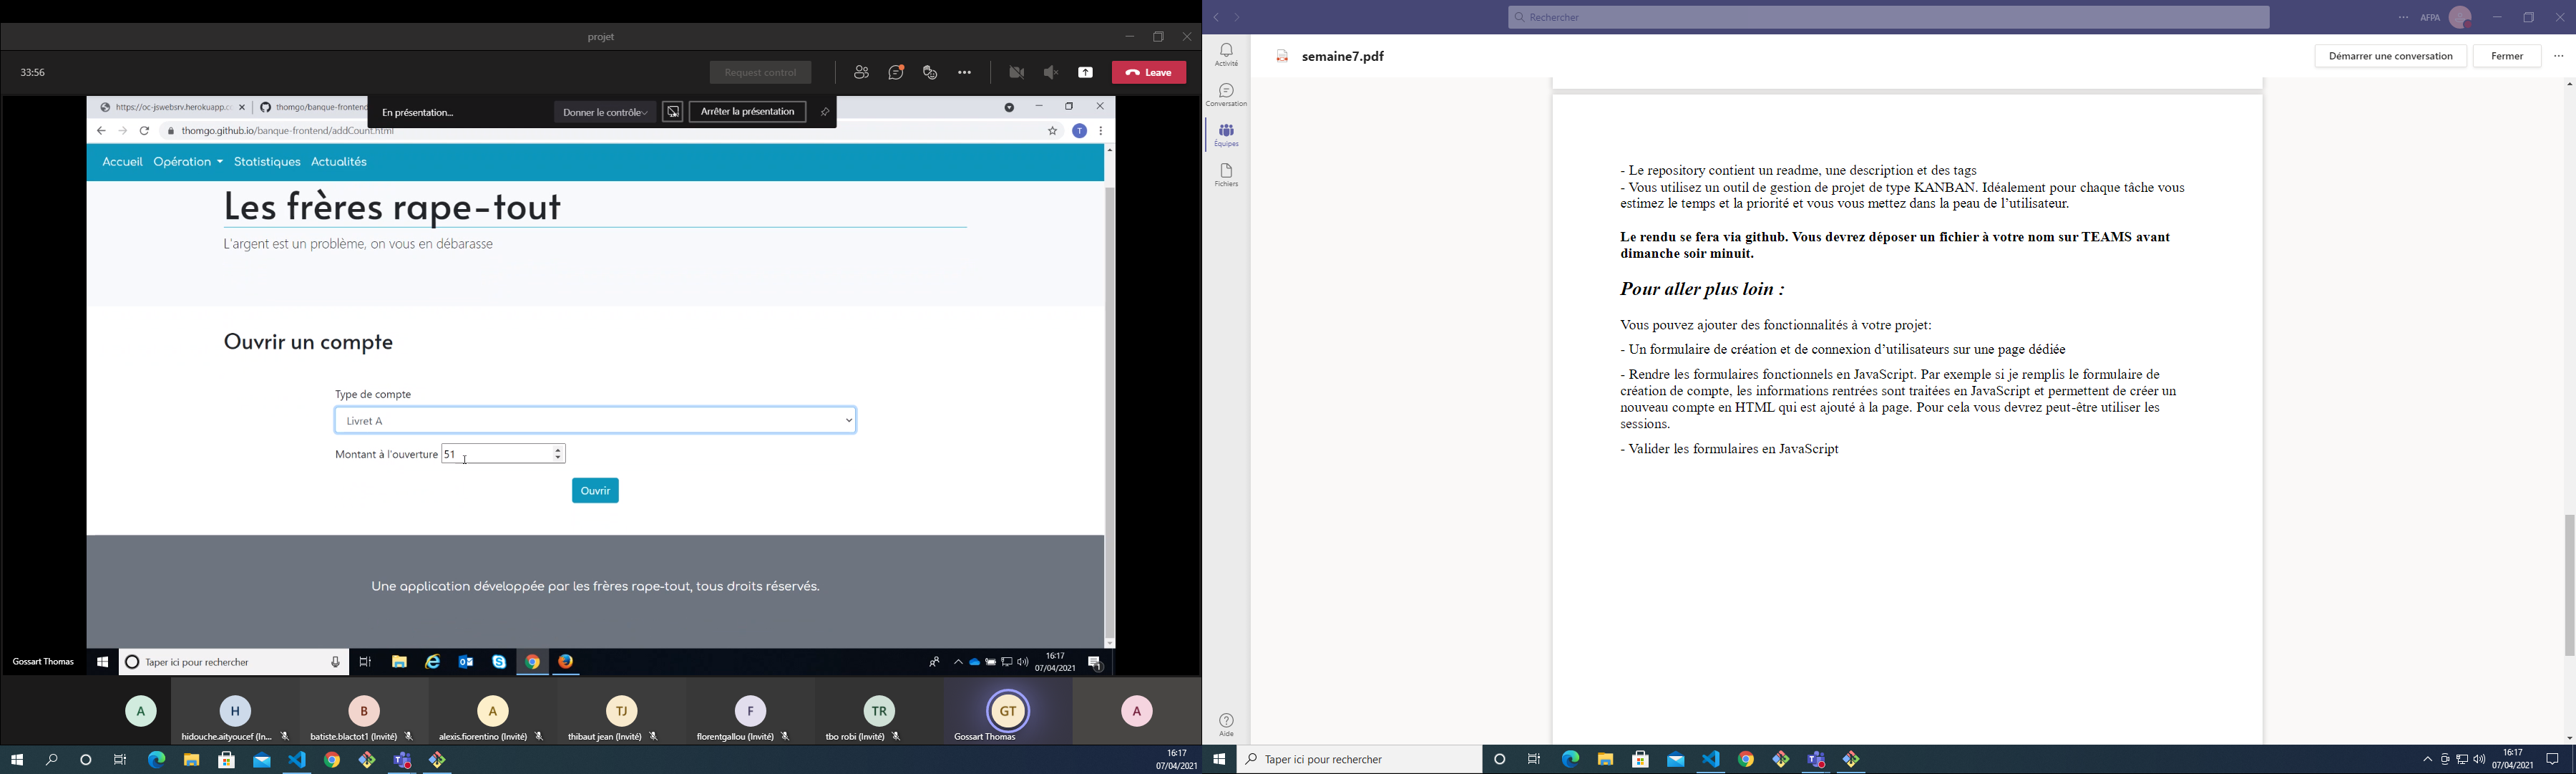 projet
33:56
Request control
Leave
https://oc-jswebsrv.herokuapp.cc
thomgo/banque-frontend
En présentation...
Donner le contrôle
Arrêter la présentation
thomgo.github.io/banque-frontend/addCount.html
T
Accueil Opération Statistiques Actualités
Les frères rape-tout
L'argent est un problème, on vous en débarasse
Ouvrir un compte
Type de compte
Livret A
Montant à l'ouverture 51
Ouvrir
Une application développée par les frères rape-tout, tous droits réservés.
Gossart Thomas
Taper ici pour rechercher
16:17
07/04/2021
1
A
H
B
A
TJ
F
TR
GT
A
hidouche.aityoucef (In...
batiste.blactot1 (Invité)
alexis.fiorentino (Invité)
thibaut jean (Invité)
florentgallou (Invité)
tbo robi (Invité)
Gossart Thomas
16:17
07/04/2021
Rechercher
AFPA
Activité
Conversation
Équipes
Fichiers
Aide
semaine7.pdf
Démarrer une conversation
Fermer
- Le repository contient un readme, une description et des tags
- Vous utilisez un outil de gestion de projet de type KANBAN. Idéalement pour chaque tâche vous
estimez le temps et la priorité et vous vous mettez dans la peau de l'utilisateur.
Le rendu se fera via github. Vous devrez déposer un fichier à votre nom sur TEAMS avant
dimanche soir minuit.
Pour aller plus loin :
Vous pouvez ajouter des fonctionnalités à votre projet:
- Un formulaire de création et de connexion d'utilisateurs sur une page dédiée
- Rendre les formulaires fonctionnels en JavaScript. Par exemple si je remplis le formulaire de
création de compte, les informations rentrées sont traitées en JavaScript et permettent de créer un
nouveau compte en HTML qui est ajouté à la page. Pour cela vous devrez peut-être utiliser les
sessions.
- Valider les formulaires en JavaScript
Taper ici pour rechercher
16:17
07/04/2021